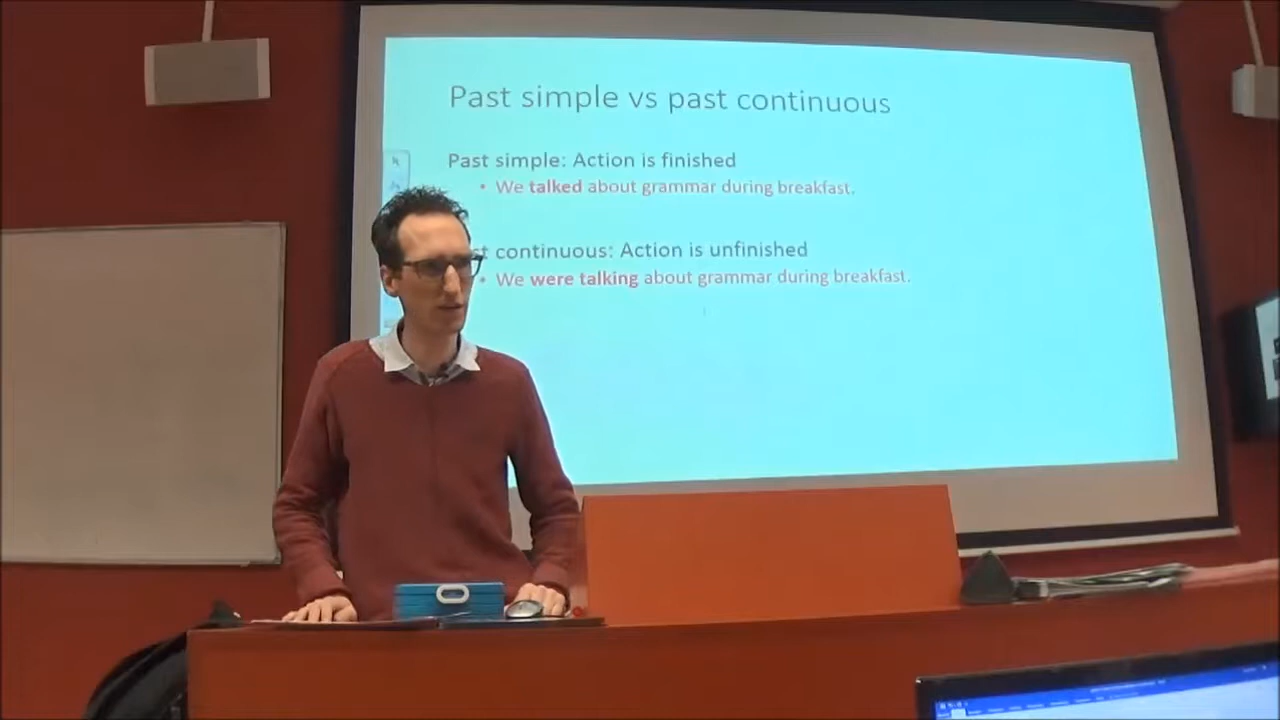 Past simple vs past continuous
Past simple: Action is finished
• We talked about grammar during breakfast.
st continuous: Action is unfinished
• We were talking about grammar during breakfast.